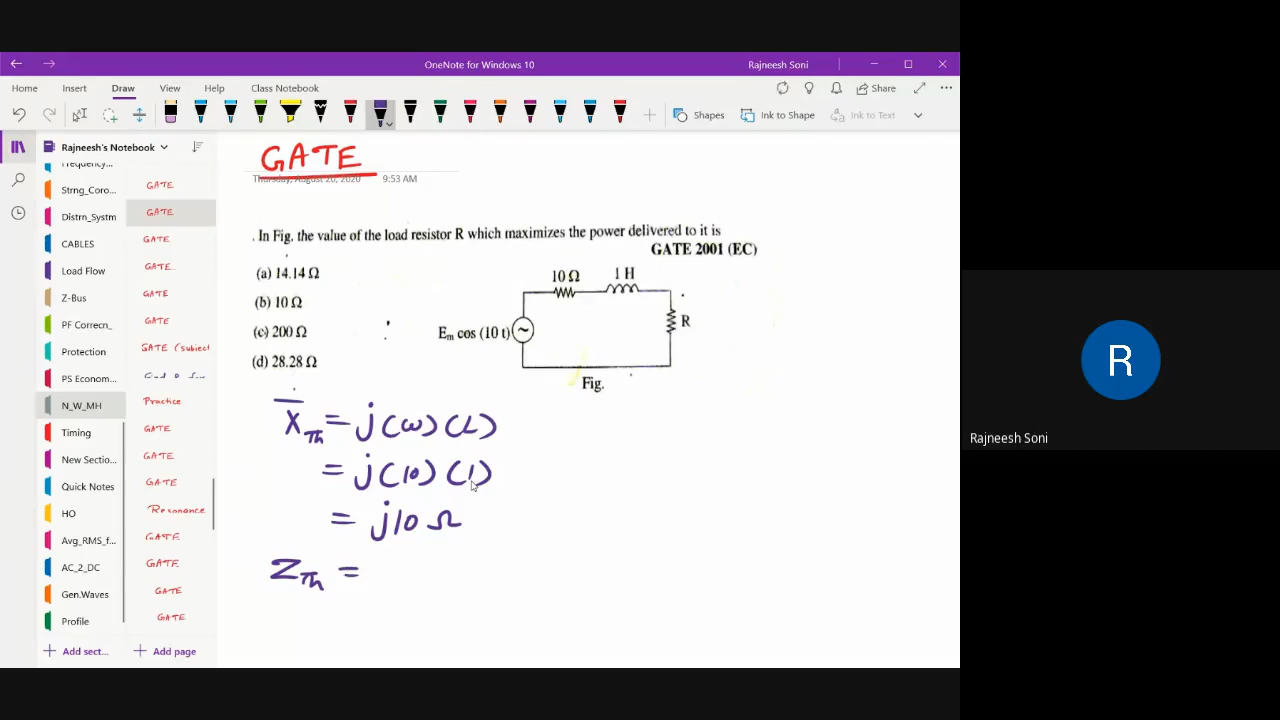 OneNote for Windows 10
Rajneesh Soni
Home Insert Draw View Help Class Notebook
Share
Shapes Ink to Shape Ink to Text
Rajneesh's Notebook
Frequency...
Strng_Coro...
Distrn_Systm
CABLES
Load Flow
Z-Bus
PF Correcn_
Protection
PS Econom...
N_W_MH
Timing
New Sectio...
Quick Notes
HO
Avg_RMS_f...
AC_2_DC
Gen.Waves
Profile
Add sect...
GATE
GATE
GATE
GATE
GATE
GATE
GATE (subject
Practice
GATE
GATE
GATE
Resonance
GATE
GATE
GATE
GATE
Add page
GATE
Thursday, August 20, 2020 9:53 AM
. In Fig. the value of the load resistor R which maximizes the power delivered to it is
GATE 2001 (EC)
(a) 14.14 Ω
(b) 10 Ω
(c) 200 Ω
(d) 28.28 Ω
10 Ω 1 H
Em cos (10 t)
R
Fig.
X̅Th = j(ω)(L)
= j(10)(1)
= j10 Ω
ZTh =
R
Rajneesh Soni